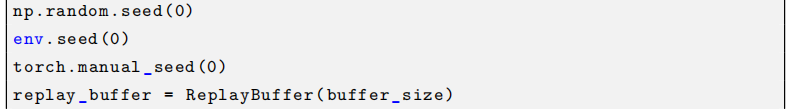 np.random.seed(0)
env.seed(0)
torch.manual_seed(0)
replay_buffer = ReplayBuffer(buffer_size)